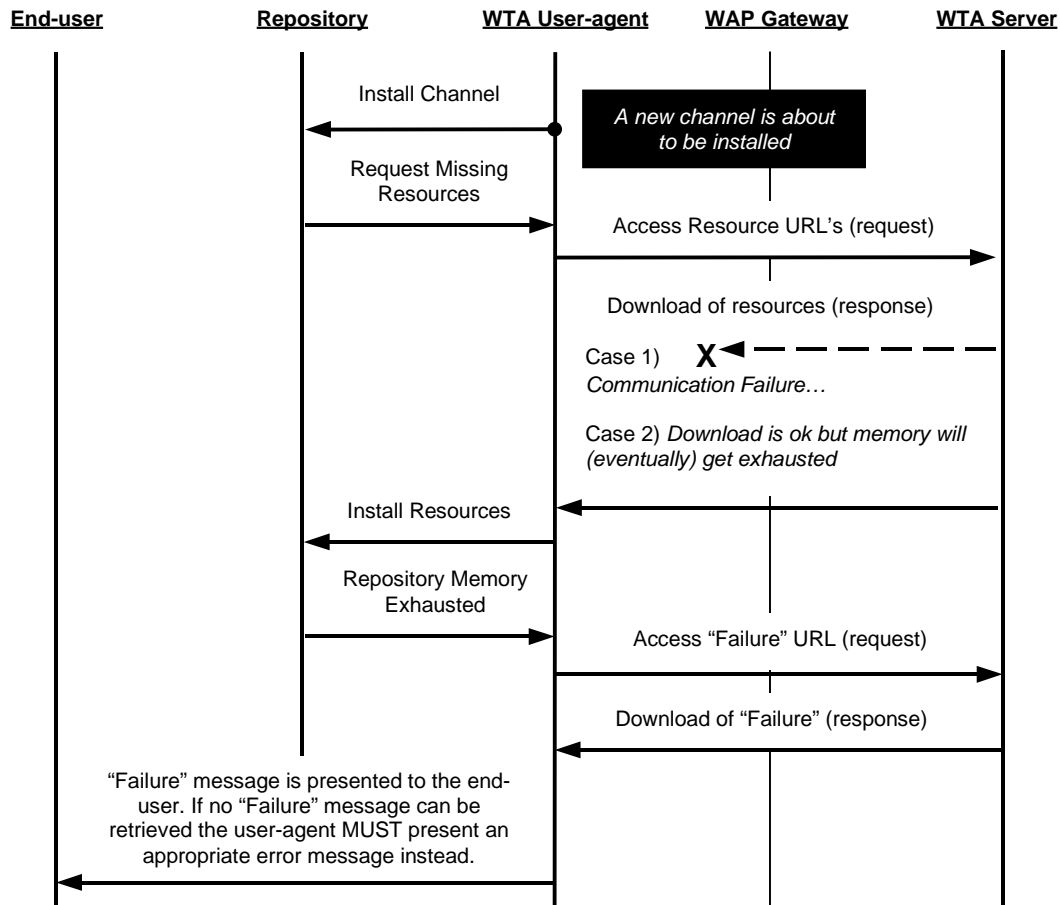 End-user
Repository
WTA User-agent
WAP Gateway
WTA Server
Install Channel
A new channel is about
to be installed
Request Missing
Resources
Access Resource URL's (request)
Download of resources (response)
Case 1)
X
Communication Failure…
Case 2) Download is ok but memory will
(eventually) get exhausted
Install Resources
Repository Memory
Exhausted
Access “Failure” URL (request)
Download of “Failure” (response)
“Failure” message is presented to the end-
user. If no “Failure” message can be
retrieved the user-agent MUST present an
appropriate error message instead.